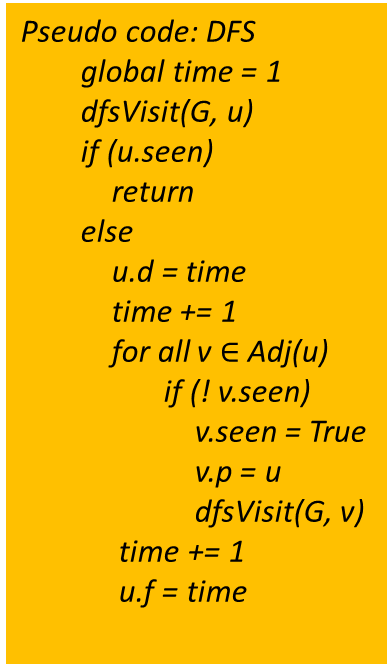 Pseudo code: DFS
global time = 1
dfsVisit(G, u)
if (u.seen)
return
else
u.d = time
time += 1
for all v ∈ Adj(u)
if (! v.seen)
v.seen = True
v.p = u
dfsVisit(G, v)
time += 1
u.f = time